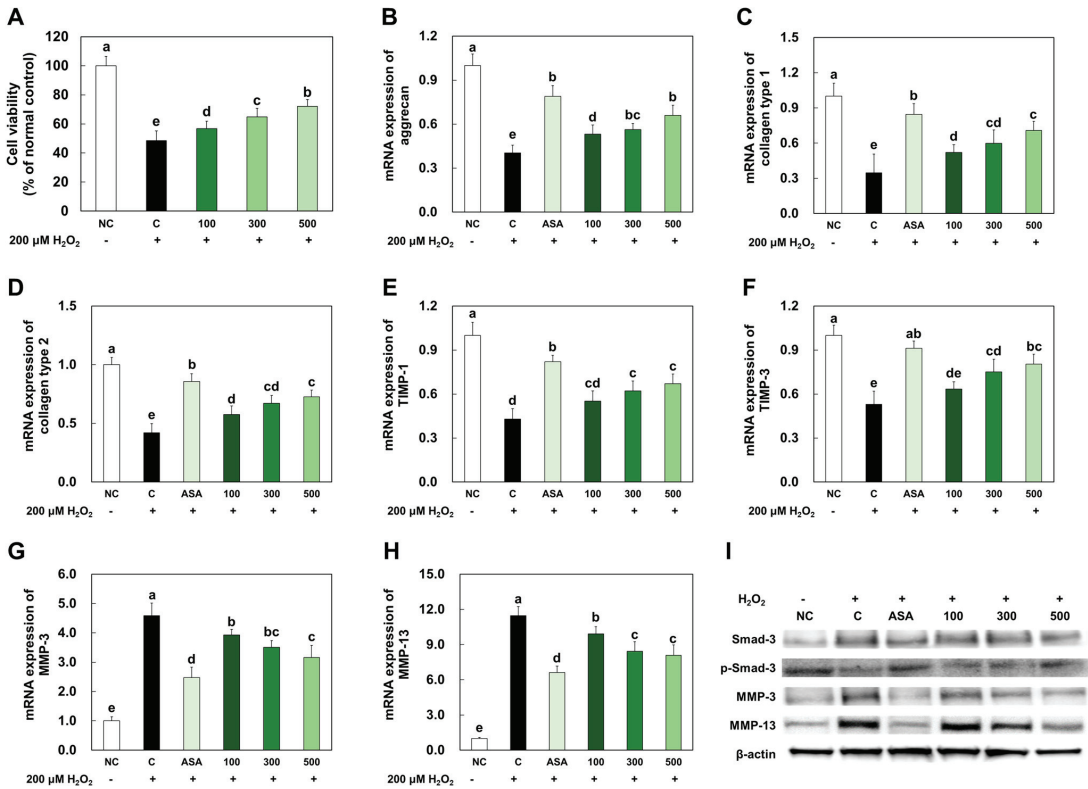 A
Cell viability
(% of normal control)
120
100
80
60
40
20
0
a
e
d
c
b
NC C 100 300 500
200 µM H₂O₂ - + + + +
B
mRNA expression of
aggrecan
1.2
0.9
0.6
0.3
0.0
a
e
b
d
bc
b
NC C ASA 100 300 500
200 µM H₂O₂ - + + + + +
C
mRNA expression of
collagen type 1
1.5
1.2
0.9
0.6
0.3
0.0
a
e
b
d
cd
c
NC C ASA 100 300 500
200 µM H₂O₂ - + + + + +
D
mRNA expression of
collagen type 2
1.5
1.0
0.5
0.0
a
e
b
d
cd
c
NC C ASA 100 300 500
200 µM H₂O₂ - + + + + +
E
mRNA expression of
TIMP-1
1.2
0.9
0.6
0.3
0.0
a
d
b
cd
c
c
NC C ASA 100 300 500
200 µM H₂O₂ - + + + + +
F
mRNA expression of
TIMP-3
1.2
0.9
0.6
0.3
0.0
a
e
ab
de
cd
bc
NC C ASA 100 300 500
200 µM H₂O₂ - + + + + +
G
mRNA expression of
MMP-3
6.0
5.0
4.0
3.0
2.0
1.0
0.0
e
a
d
b
bc
c
NC C ASA 100 300 500
200 µM H₂O₂ - + + + + +
H
mRNA expression of
MMP-13
15.0
12.0
9.0
6.0
3.0
0.0
e
a
d
b
c
c
NC C ASA 100 300 500
200 µM H₂O₂ - + + + + +
I
H₂O₂ - + + + + +
NC C ASA 100 300 500
Smad-3
p-Smad-3
MMP-3
MMP-13
β-actin